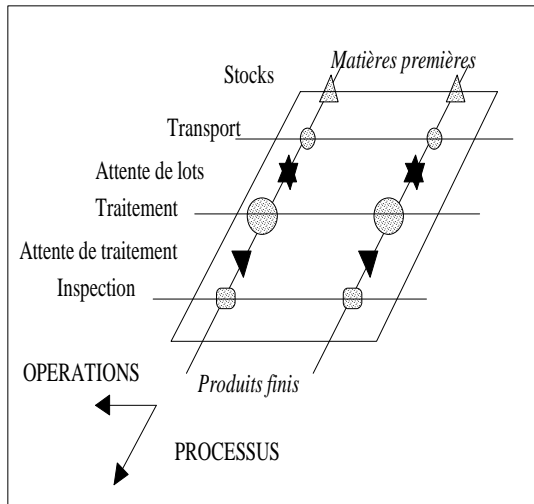 Matières premières
Stocks
Transport
Attente de lots
Traitement
Attente de traitement
Inspection
OPERATIONS
Produits finis
PROCESSUS